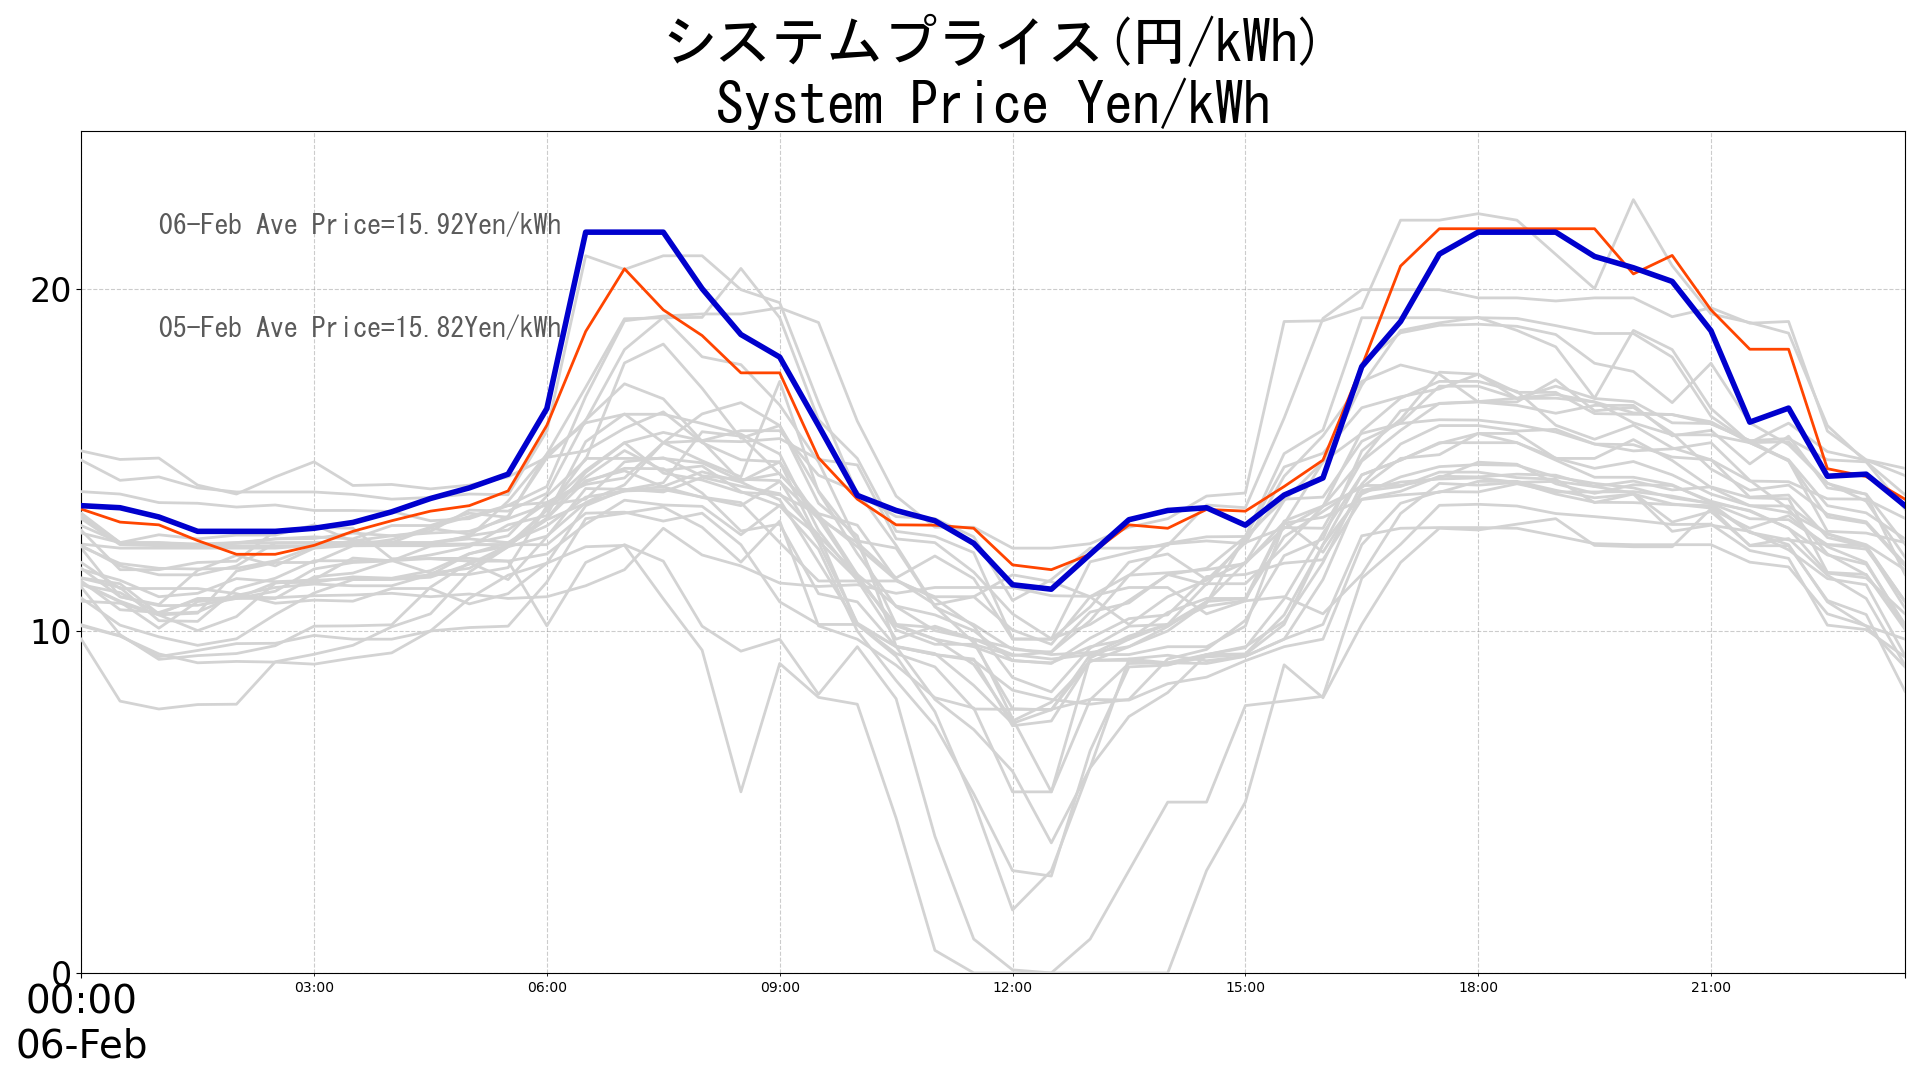 システムプライス(円/kWh)
System Price Yen/kWh
06-Feb Ave Price=15.92Yen/kWh
05-Feb Ave Price=15.82Yen/kWh
20
10
0
00:00
03:00
06:00
09:00
12:00
15:00
18:00
21:00
06-Feb